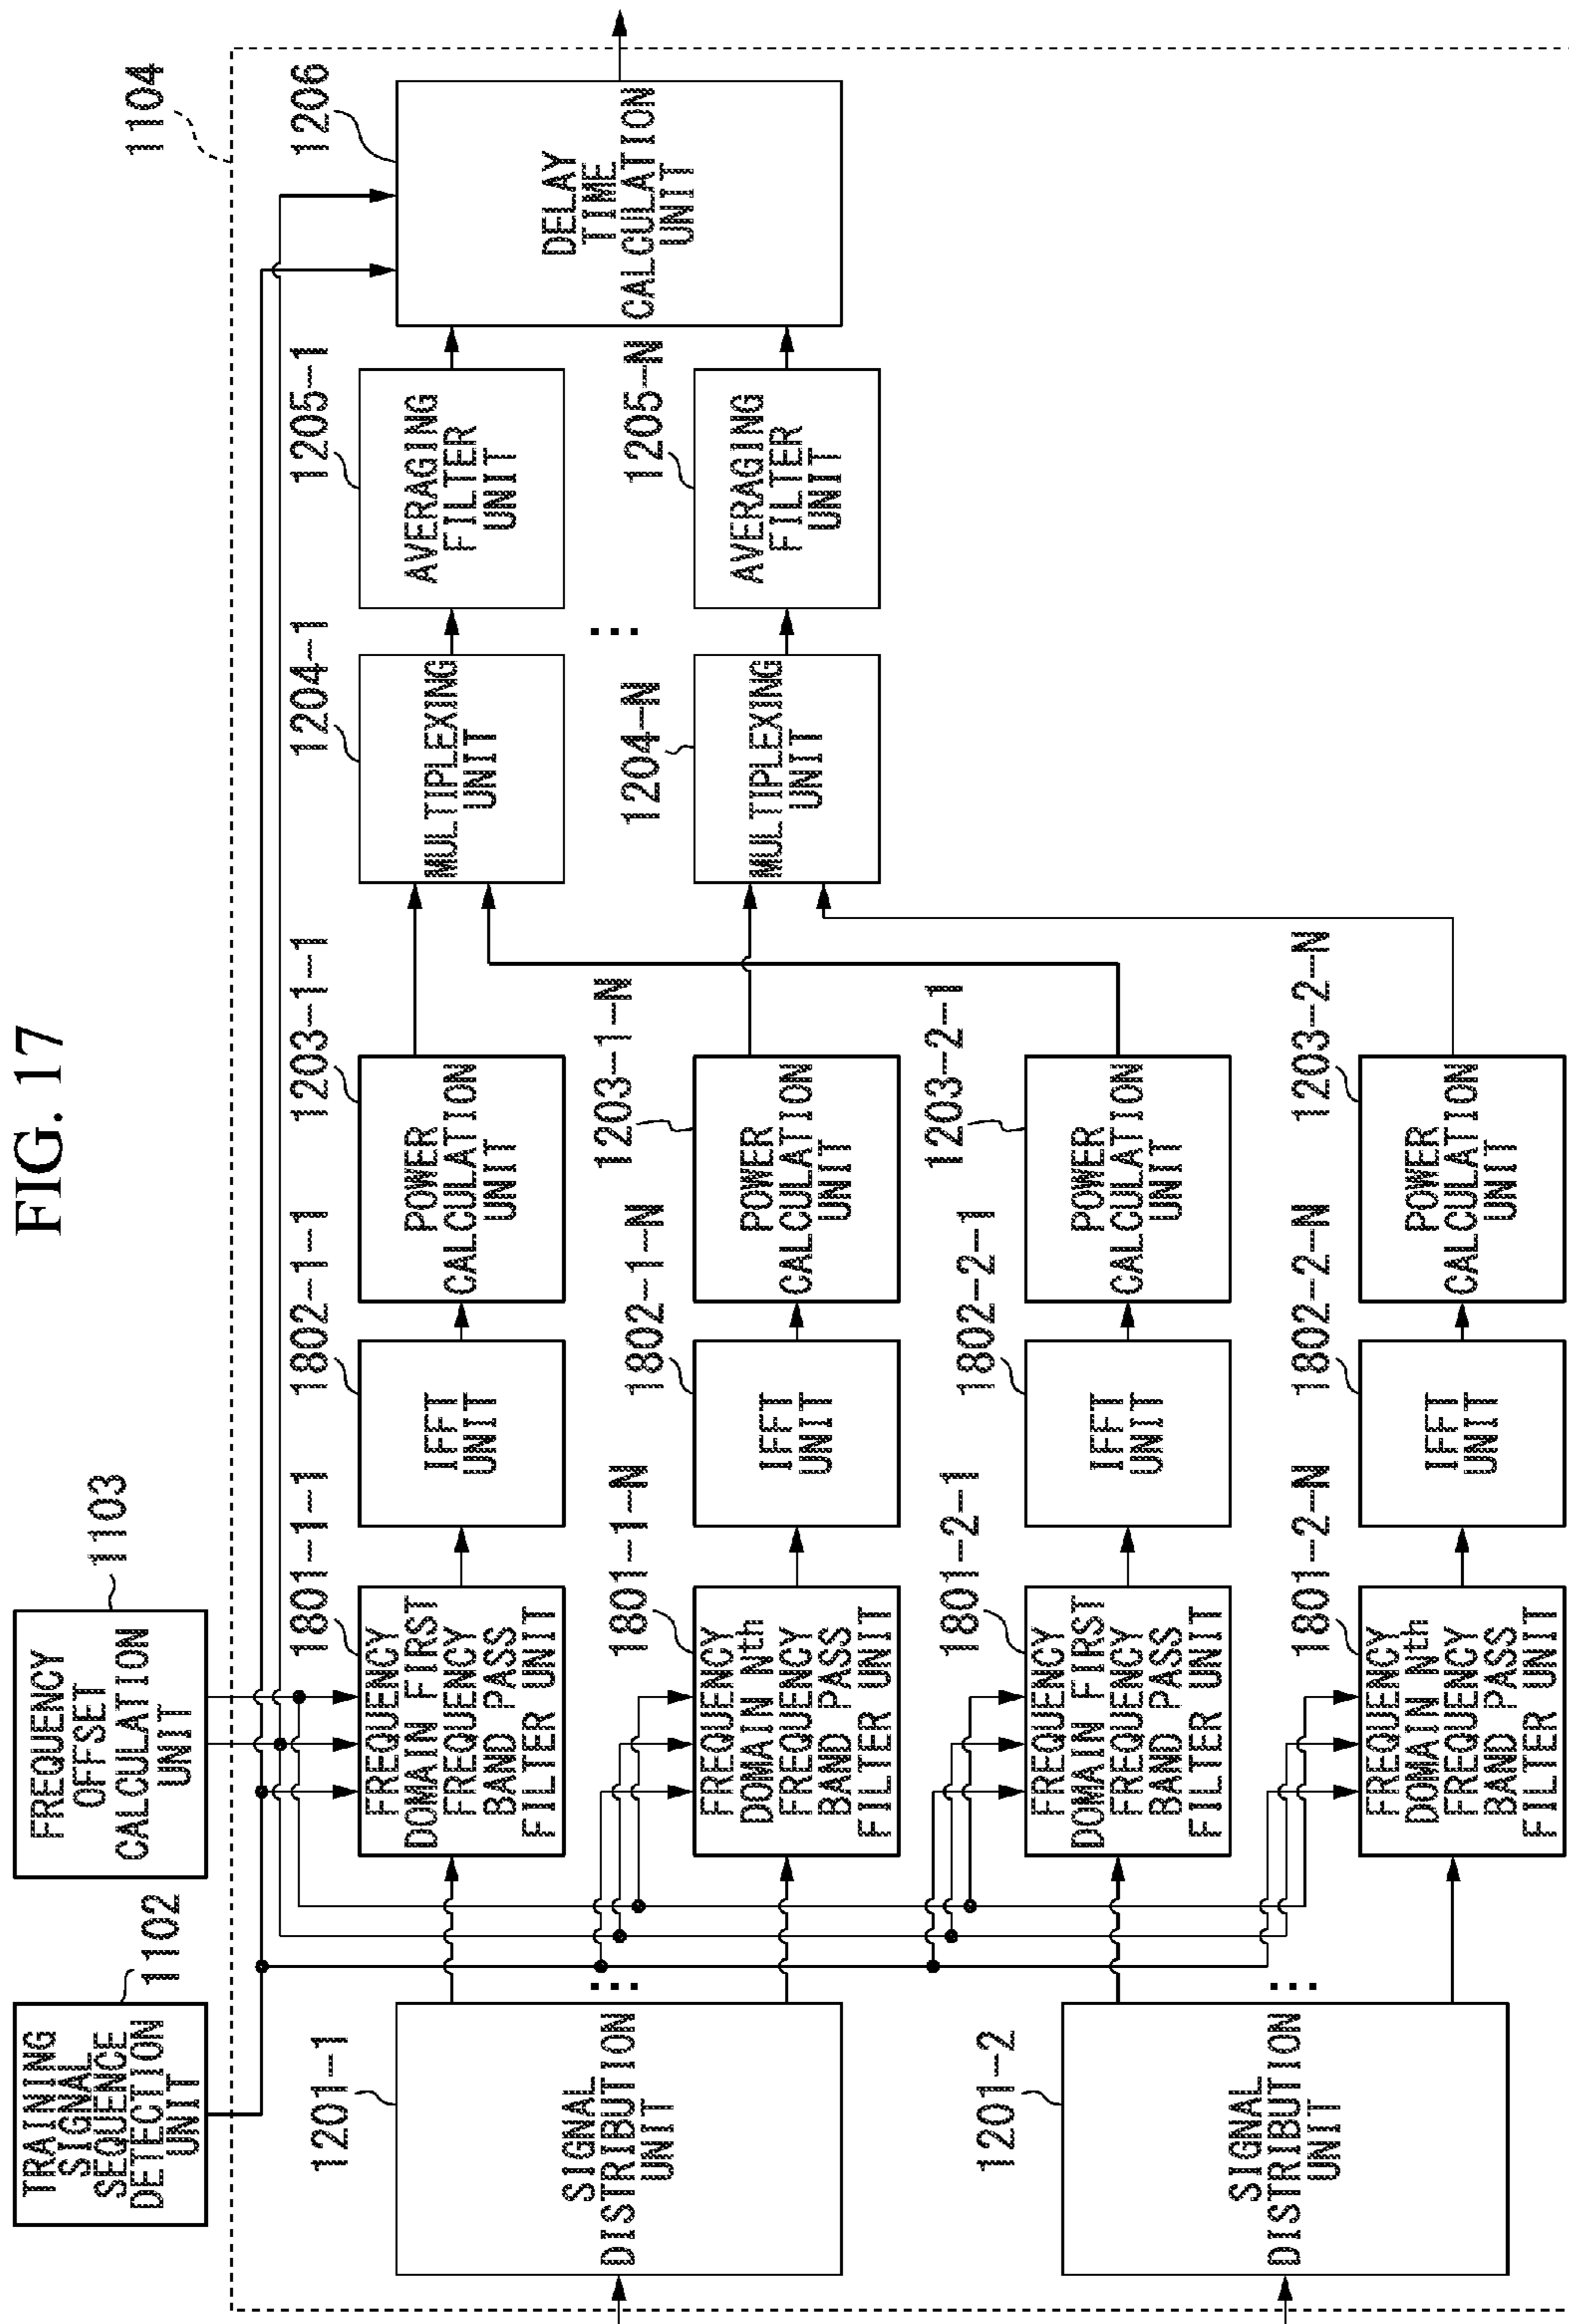 FIG. 17
TRAINING
SIGNAL
SEQUENCE
DETECTION
UNIT
1102
FREQUENCY
OFFSET
CALCULATION
UNIT
1103
1104
1201-1
SIGNAL
DISTRIBUTION
UNIT
...
1801-1-1
FREQUENCY
DOMAIN FIRST
FREQUENCY
BAND PASS
FILTER UNIT
1802-1-1
IFFT
UNIT
1203-1-1
POWER
CALCULATION
UNIT
1204-1
MULTIPLEXING
UNIT
1205-1
AVERAGING
FILTER
UNIT
1206
DELAY
TIME
CALCULATION
UNIT
...
1801-1-N
FREQUENCY
DOMAIN Nth
FREQUENCY
BAND PASS
FILTER UNIT
1802-1-N
IFFT
UNIT
1203-1-N
POWER
CALCULATION
UNIT
1204-N
MULTIPLEXING
UNIT
1205-N
AVERAGING
FILTER
UNIT
1201-2
SIGNAL
DISTRIBUTION
UNIT
...
1801-2-1
FREQUENCY
DOMAIN FIRST
FREQUENCY
BAND PASS
FILTER UNIT
1802-2-1
IFFT
UNIT
1203-2-1
POWER
CALCULATION
UNIT
1801-2-N
FREQUENCY
DOMAIN Nth
FREQUENCY
BAND PASS
FILTER UNIT
1802-2-N
IFFT
UNIT
1203-2-N
POWER
CALCULATION
UNIT